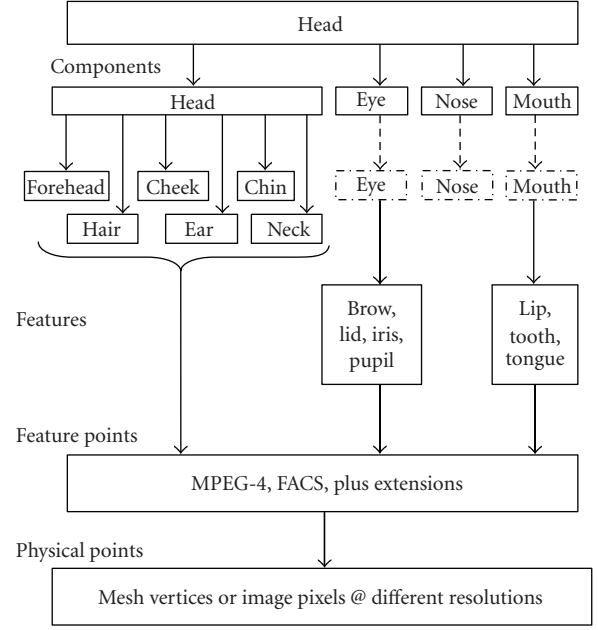 Head
Components
Head
Eye
Nose
Mouth
Forehead
Cheek
Chin
Eye
Nose
Mouth
Hair
Ear
Neck
Features
Brow,
lid, iris,
pupil
Lip,
tooth,
tongue
Feature points
MPEG-4, FACS, plus extensions
Physical points
Mesh vertices or image pixels @ different resolutions